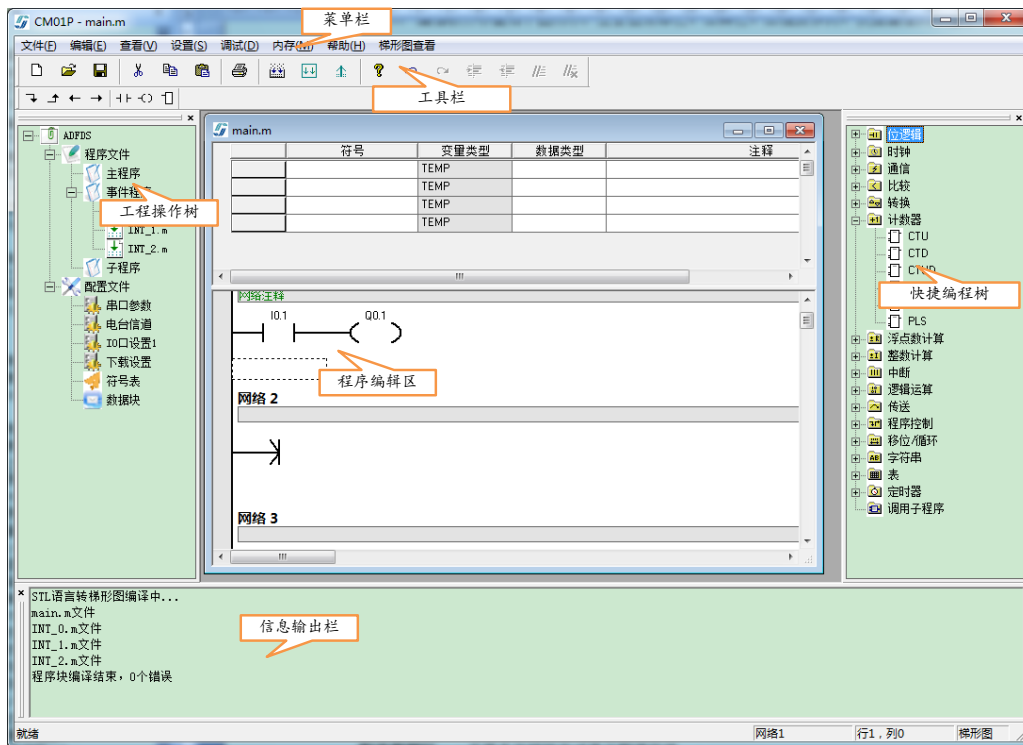 CM01P - main.m
菜单栏
文件(F) 编辑(E) 查看(V) 设置(S) 调试(D) 内存(M) 帮助(H) 梯形图查看
工具栏
ADFDS
程序文件
主程序
事件程
工程操作树
INT_1.m
INT_2.m
子程序
配置文件
串口参数
电台信道
IO口设置1
下载设置
符号表
数据块
main.m
符号 变量类型 数据类型 注释
TEMP
TEMP
TEMP
TEMP
网络注释
I0.1 Q0.1
程序编辑区
网络 2
网络 3
位逻辑
时钟
通信
比较
转换
计数器
CTU
CTD
CTUD
快捷编程树
PLS
浮点数计算
整数计算
中断
逻辑运算
传送
程序控制
移位/循环
字符串
表
定时器
调用子程序
STL语言转梯形图编译中...
main.m文件
INT_0.m文件
INT_1.m文件
INT_2.m文件
程序块编译结束，0个错误
信息输出栏
就绪 网络1 行1，列0 梯形图